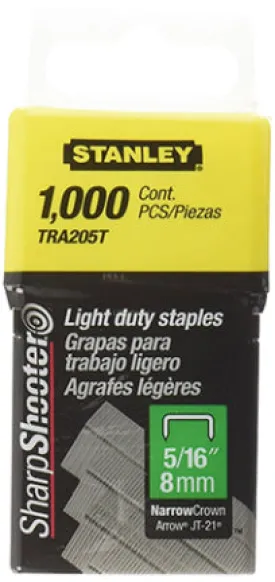 STANLEY
1,000 Cont.
PCS/Piezas
TRA205T
SharpShooter
Light duty staples
Grapas para
trabajo ligero
Agrafes légères
5/16"
8mm
NarrowCrown
Arrow® JT-21®